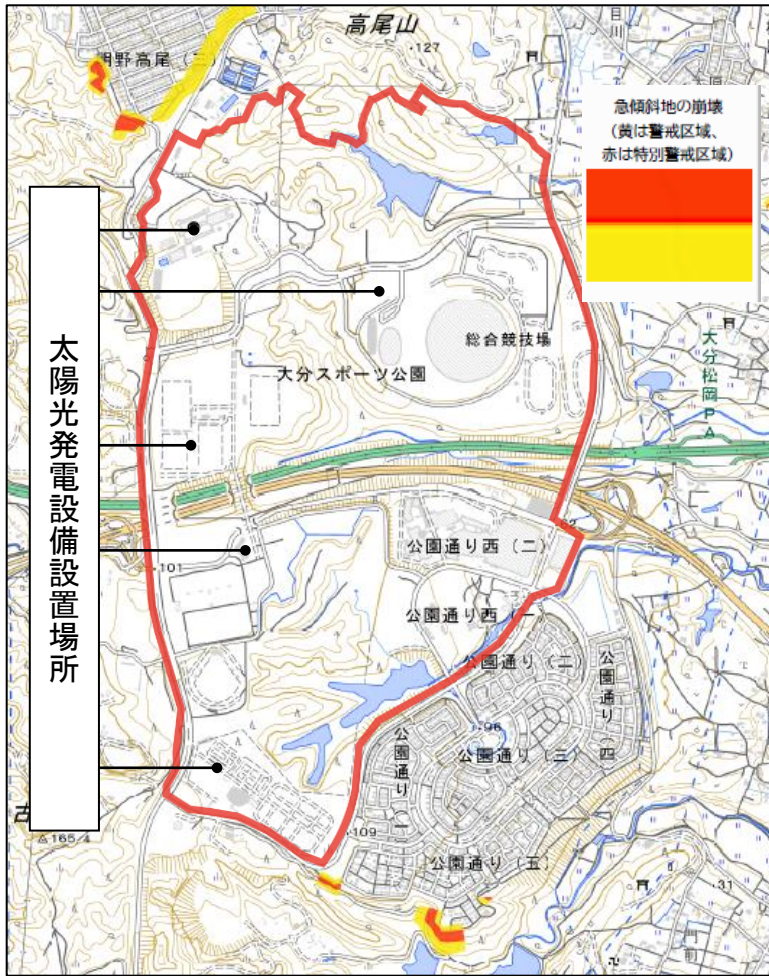 高尾山
127
明野高尾（三）
急傾斜地の崩壊
（黄は警戒区域、
赤は特別警戒区域）
100
総合競技場
大分スポーツ公園
大分松岡PA
太陽光発電設備設置場所
62
公園通り西（二）
101
公園通り西（一）
公園通り（二）
公園通り（四）
96
公園通り（三）
公園通り（一）
古
165.4
109
公園通り（五）
31